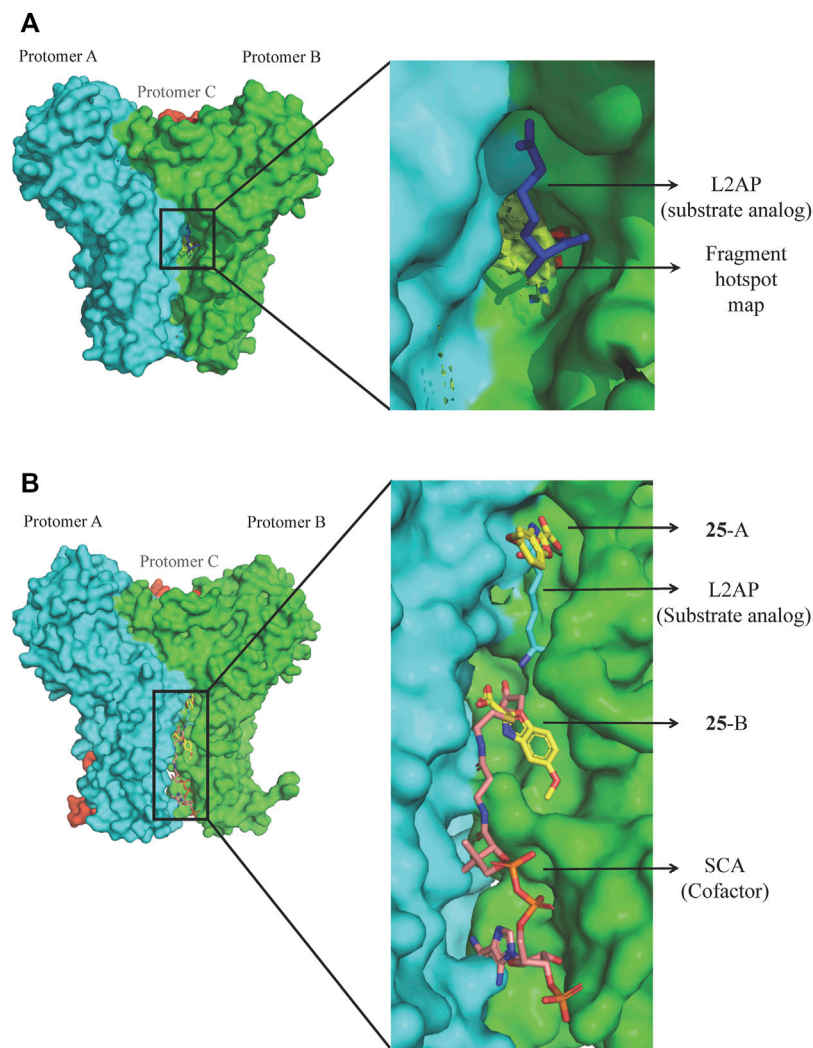 A
Protomer A
Protomer B
Protomer C
L2AP
(substrate analog)
Fragment
hotspot
map
B
Protomer A
Protomer B
Protomer C
25-A
L2AP
(Substrate analog)
25-B
SCA
(Cofactor)